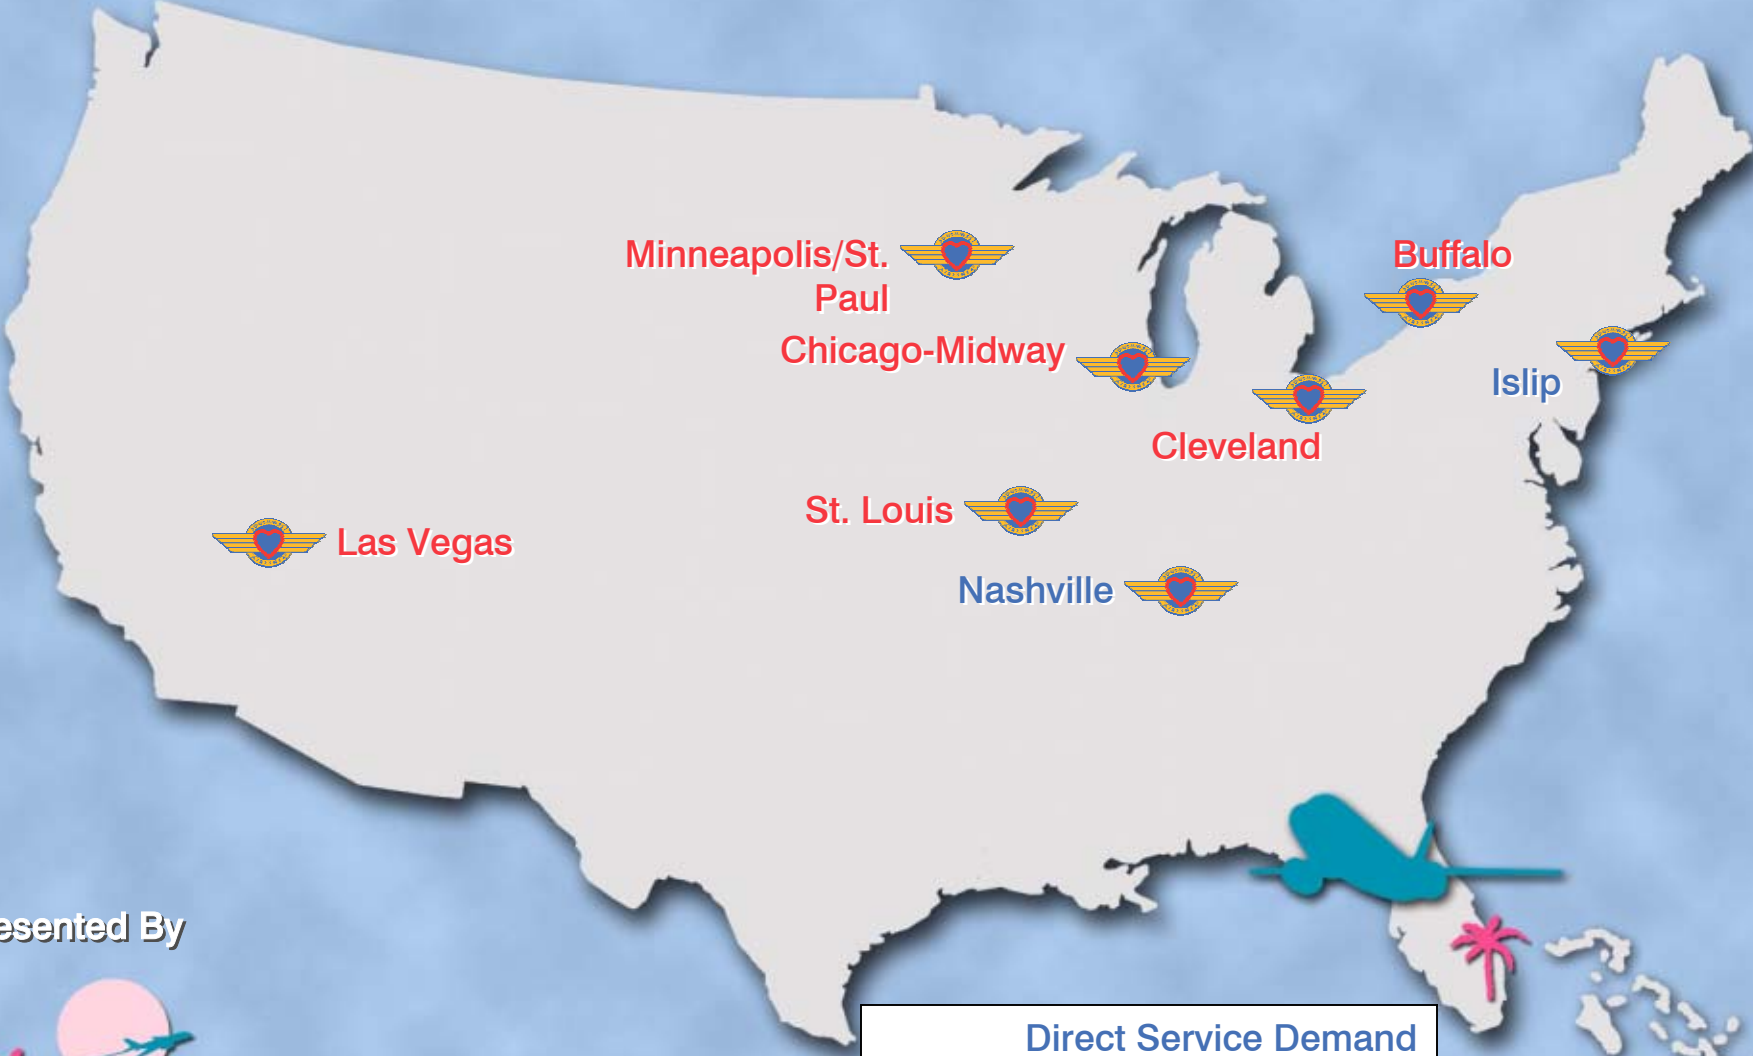 Minneapolis/St.
Paul
Buffalo
Chicago-Midway
Islip
Cleveland
St. Louis
Las Vegas
Nashville
esented By
Direct Service Demand